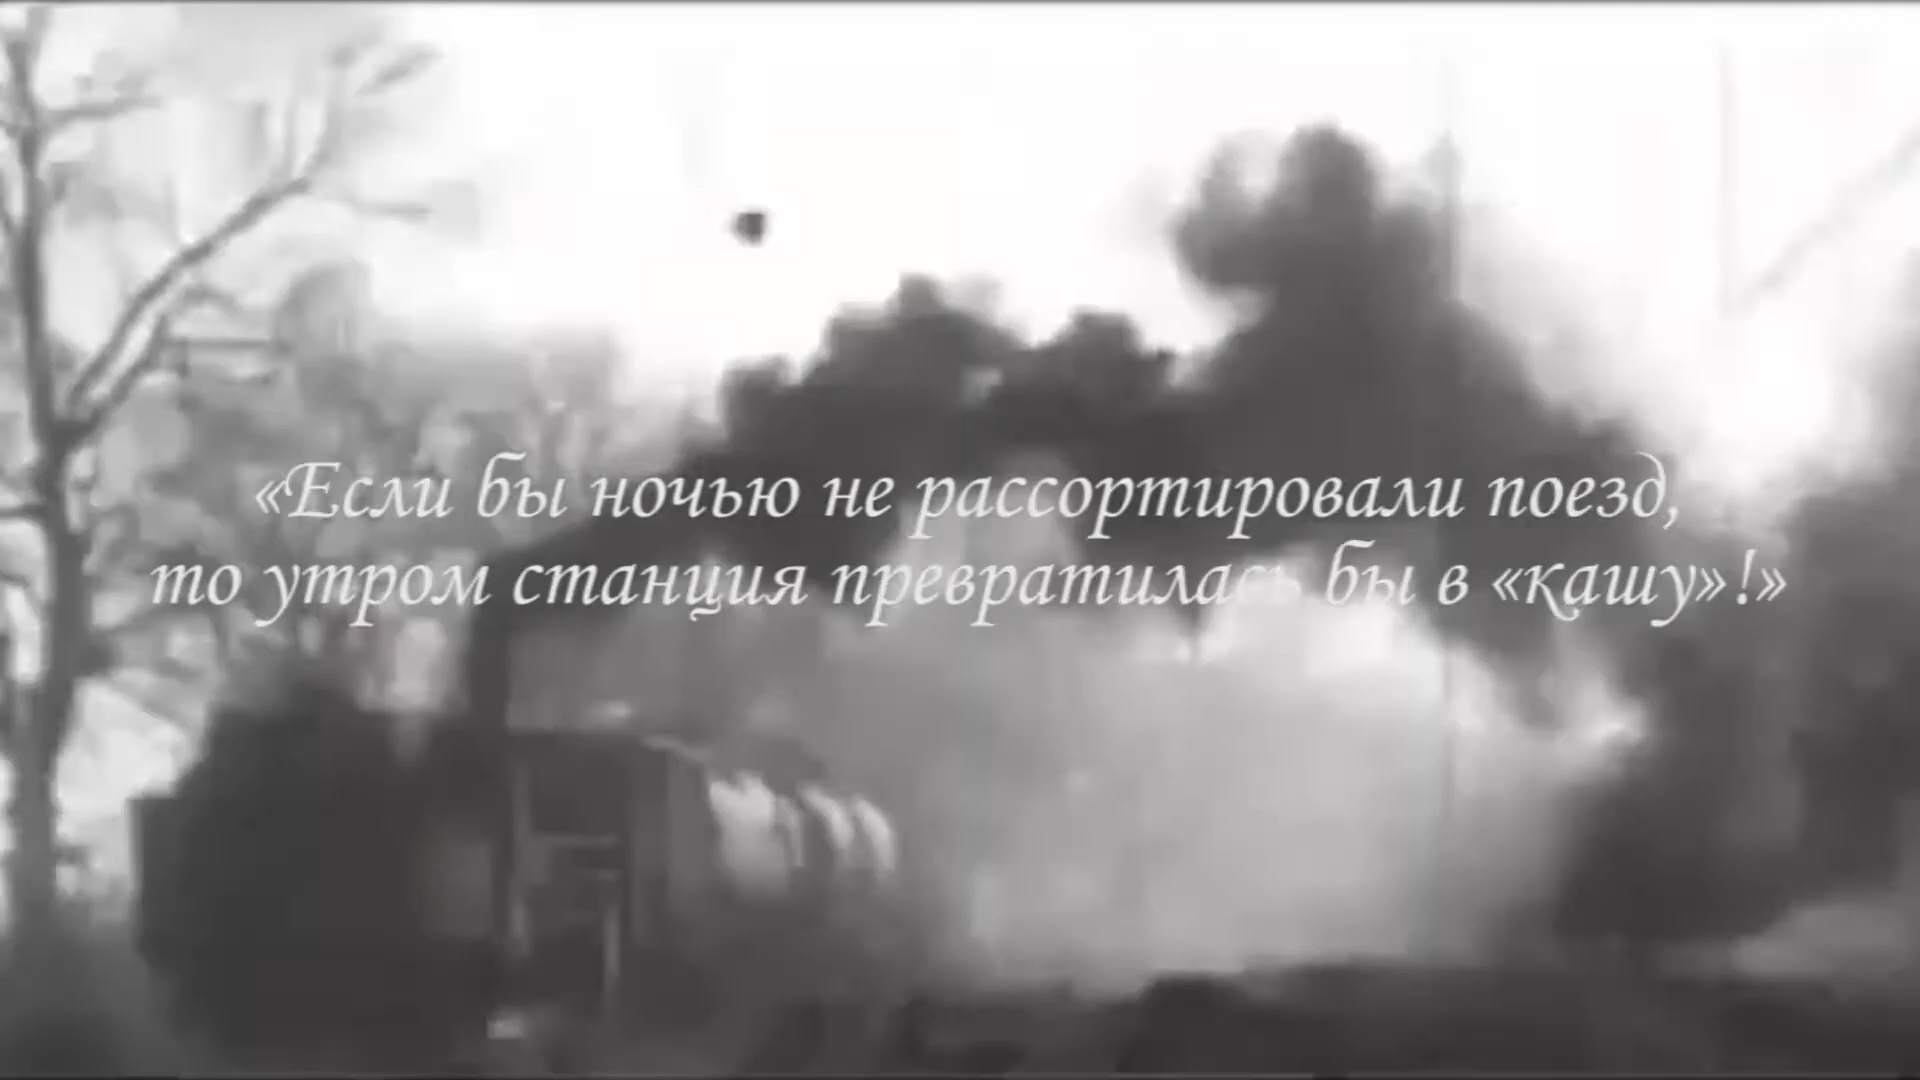 «Если бы ночью не рассортировали поезд,
то утром станция превратилась бы в «кашу»!»